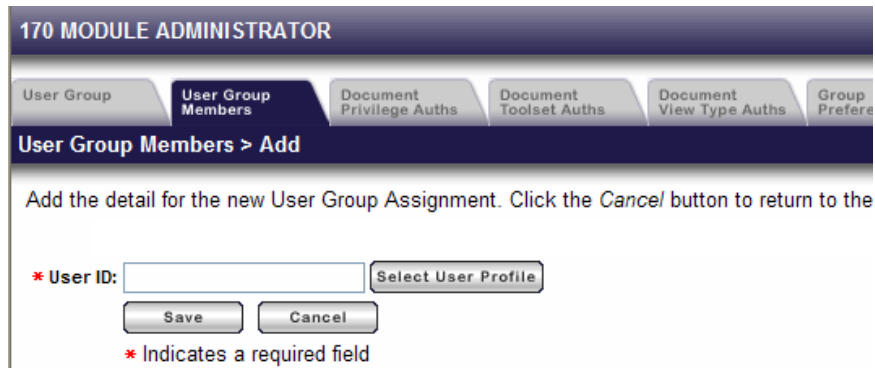 170 MODULE ADMINISTRATOR
User Group
User Group
Members
Document
Privilege Auths
Document
Toolset Auths
Document
View Type Auths
Group
Prefere
User Group Members > Add
Add the detail for the new User Group Assignment. Click the Cancel button to return to the
* User ID:
Select User Profile
Save
Cancel
* Indicates a required field